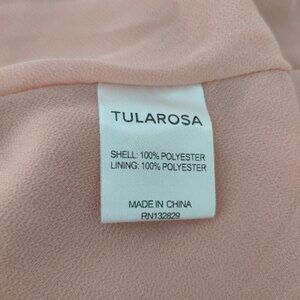 TULAROSA
SHELL: 100% POLYESTER
LINING: 100% POLYESTER
MADE IN CHINA
RN132829